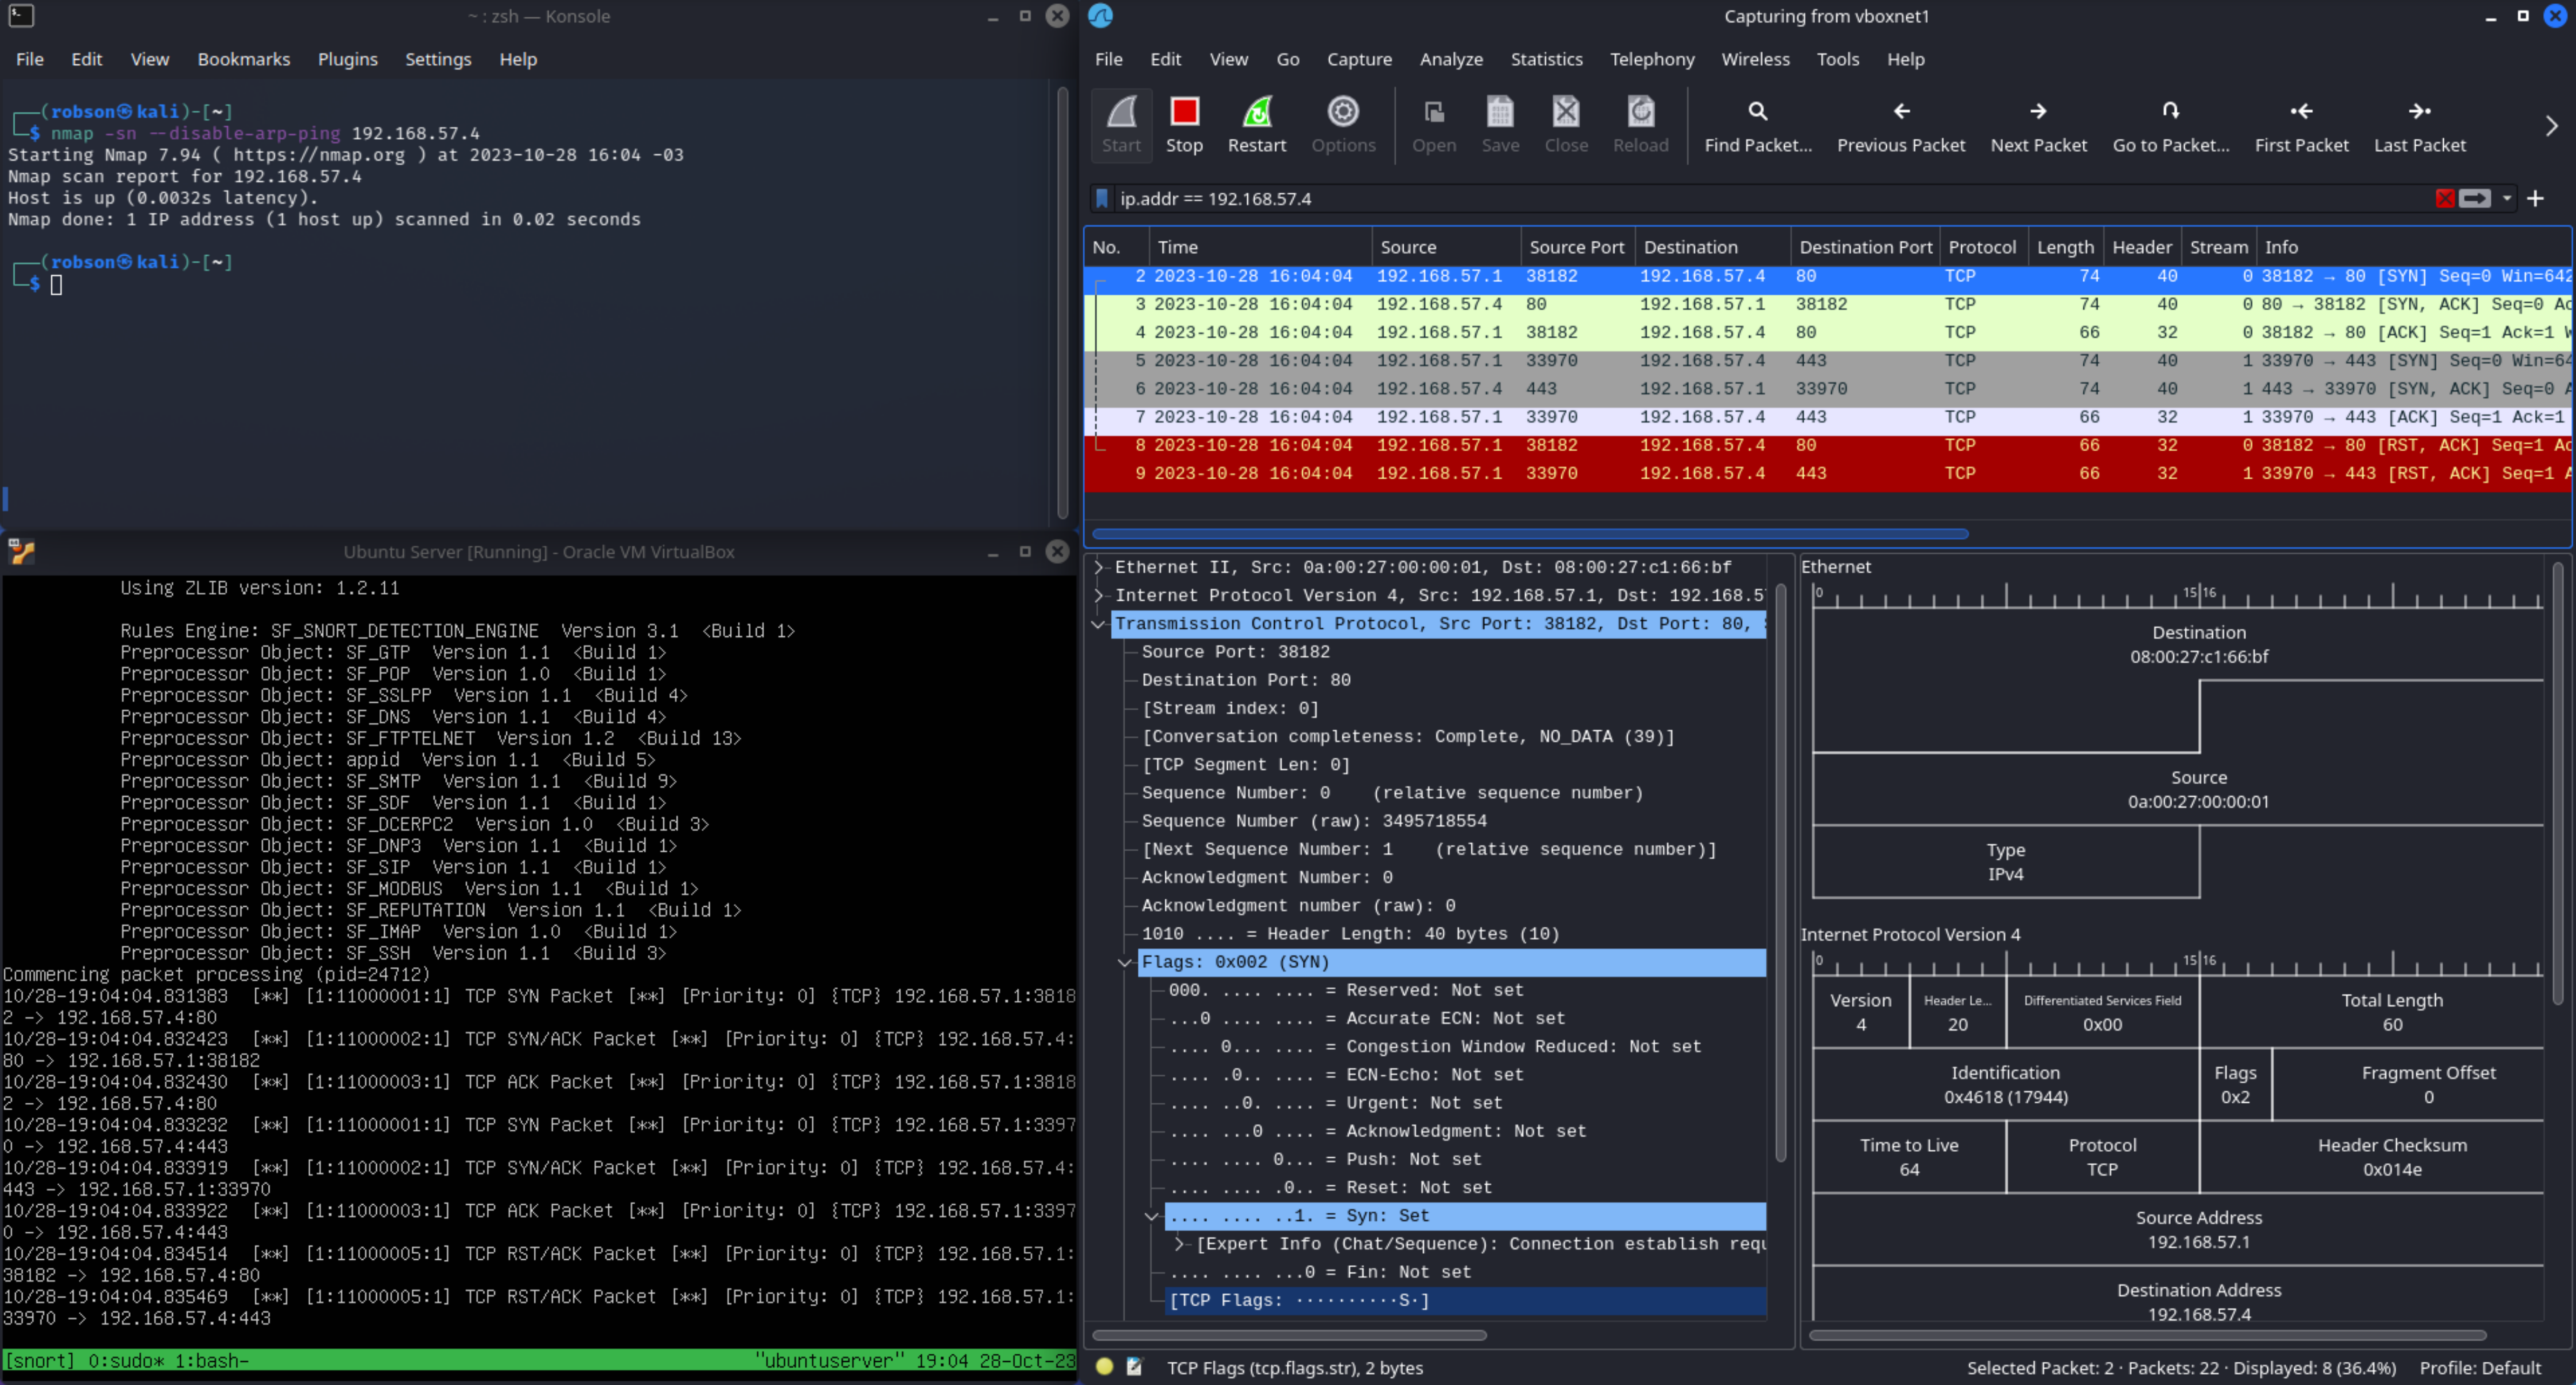 ~ : zsh — Konsole
File Edit View Bookmarks Plugins Settings Help
┌──(robson㉿kali)-[~]
└─$ nmap -sn --disable-arp-ping 192.168.57.4
Starting Nmap 7.94 ( https://nmap.org ) at 2023-10-28 16:04 -03
Nmap scan report for 192.168.57.4
Host is up (0.0032s latency).
Nmap done: 1 IP address (1 host up) scanned in 0.02 seconds
┌──(robson㉿kali)-[~]
└─$
Ubuntu Server [Running] - Oracle VM VirtualBox
Using ZLIB version: 1.2.11
Rules Engine: SF_SNORT_DETECTION_ENGINE Version 3.1 <Build 1>
Preprocessor Object: SF_GTP Version 1.1 <Build 1>
Preprocessor Object: SF_POP Version 1.0 <Build 1>
Preprocessor Object: SF_SSLPP Version 1.1 <Build 4>
Preprocessor Object: SF_DNS Version 1.1 <Build 4>
Preprocessor Object: SF_FTPTELNET Version 1.2 <Build 13>
Preprocessor Object: appid Version 1.1 <Build 5>
Preprocessor Object: SF_SMTP Version 1.1 <Build 9>
Preprocessor Object: SF_SDF Version 1.1 <Build 1>
Preprocessor Object: SF_DCERPC2 Version 1.0 <Build 3>
Preprocessor Object: SF_DNP3 Version 1.1 <Build 1>
Preprocessor Object: SF_SIP Version 1.1 <Build 1>
Preprocessor Object: SF_MODBUS Version 1.1 <Build 1>
Preprocessor Object: SF_REPUTATION Version 1.1 <Build 1>
Preprocessor Object: SF_IMAP Version 1.0 <Build 1>
Preprocessor Object: SF_SSH Version 1.1 <Build 3>
Commencing packet processing (pid=24712)
10/28-19:04:04.831383 [**] [1:11000001:1] TCP SYN Packet [**] [Priority: 0] {TCP} 192.168.57.1:3818
2 -> 192.168.57.4:80
10/28-19:04:04.832423 [**] [1:11000002:1] TCP SYN/ACK Packet [**] [Priority: 0] {TCP} 192.168.57.4:
80 -> 192.168.57.1:38182
10/28-19:04:04.832430 [**] [1:11000003:1] TCP ACK Packet [**] [Priority: 0] {TCP} 192.168.57.1:3818
2 -> 192.168.57.4:80
10/28-19:04:04.833232 [**] [1:11000001:1] TCP SYN Packet [**] [Priority: 0] {TCP} 192.168.57.1:3397
0 -> 192.168.57.4:443
10/28-19:04:04.833919 [**] [1:11000002:1] TCP SYN/ACK Packet [**] [Priority: 0] {TCP} 192.168.57.4:
443 -> 192.168.57.1:33970
10/28-19:04:04.833922 [**] [1:11000003:1] TCP ACK Packet [**] [Priority: 0] {TCP} 192.168.57.1:3397
0 -> 192.168.57.4:443
10/28-19:04:04.834514 [**] [1:11000005:1] TCP RST/ACK Packet [**] [Priority: 0] {TCP} 192.168.57.1:
38182 -> 192.168.57.4:80
10/28-19:04:04.835469 [**] [1:11000005:1] TCP RST/ACK Packet [**] [Priority: 0] {TCP} 192.168.57.1:
33970 -> 192.168.57.4:443
[snort] 0:sudo* 1:bash- "ubuntuserver" 19:04 28-Oct-23
Capturing from vboxnet1
File Edit View Go Capture Analyze Statistics Telephony Wireless Tools Help
Start Stop Restart Options Open Save Close Reload Find Packet... Previous Packet Next Packet Go to Packet... First Packet Last Packet
ip.addr == 192.168.57.4
No. Time Source Source Port Destination Destination Port Protocol Length Header Stream Info
2 2023-10-28 16:04:04 192.168.57.1 38182 192.168.57.4 80 TCP 74 40 0 38182 → 80 [SYN] Seq=0 Win=642
3 2023-10-28 16:04:04 192.168.57.4 80 192.168.57.1 38182 TCP 74 40 0 80 → 38182 [SYN, ACK] Seq=0 Ac
4 2023-10-28 16:04:04 192.168.57.1 38182 192.168.57.4 80 TCP 66 32 0 38182 → 80 [ACK] Seq=1 Ack=1 W
5 2023-10-28 16:04:04 192.168.57.1 33970 192.168.57.4 443 TCP 74 40 1 33970 → 443 [SYN] Seq=0 Win=64
6 2023-10-28 16:04:04 192.168.57.4 443 192.168.57.1 33970 TCP 74 40 1 443 → 33970 [SYN, ACK] Seq=0 A
7 2023-10-28 16:04:04 192.168.57.1 33970 192.168.57.4 443 TCP 66 32 1 33970 → 443 [ACK] Seq=1 Ack=1
8 2023-10-28 16:04:04 192.168.57.1 38182 192.168.57.4 80 TCP 66 32 0 38182 → 80 [RST, ACK] Seq=1 Ac
9 2023-10-28 16:04:04 192.168.57.1 33970 192.168.57.4 443 TCP 66 32 1 33970 → 443 [RST, ACK] Seq=1 A
Ethernet II, Src: 0a:00:27:00:00:01, Dst: 08:00:27:c1:66:bf
Internet Protocol Version 4, Src: 192.168.57.1, Dst: 192.168.5
Transmission Control Protocol, Src Port: 38182, Dst Port: 80,
Source Port: 38182
Destination Port: 80
[Stream index: 0]
[Conversation completeness: Complete, NO_DATA (39)]
[TCP Segment Len: 0]
Sequence Number: 0 (relative sequence number)
Sequence Number (raw): 3495718554
[Next Sequence Number: 1 (relative sequence number)]
Acknowledgment Number: 0
Acknowledgment number (raw): 0
1010 .... = Header Length: 40 bytes (10)
Flags: 0x002 (SYN)
000. .... .... = Reserved: Not set
...0 .... .... = Accurate ECN: Not set
.... 0... .... = Congestion Window Reduced: Not set
.... .0.. .... = ECN-Echo: Not set
.... ..0. .... = Urgent: Not set
.... ...0 .... = Acknowledgment: Not set
.... .... 0... = Push: Not set
.... .... .0.. = Reset: Not set
.... .... ..1. = Syn: Set
[Expert Info (Chat/Sequence): Connection establish requ
.... .... ...0 = Fin: Not set
[TCP Flags: ··········S·]
Ethernet
0 15 16
Destination
08:00:27:c1:66:bf
Source
0a:00:27:00:00:01
Type
IPv4
Internet Protocol Version 4
0 15 16
Version Header Le... Differentiated Services Field Total Length
4 20 0x00 60
Identification Flags Fragment Offset
0x4618 (17944) 0x2 0
Time to Live Protocol Header Checksum
64 TCP 0x014e
Source Address
192.168.57.1
Destination Address
192.168.57.4
TCP Flags (tcp.flags.str), 2 bytes Selected Packet: 2 · Packets: 22 · Displayed: 8 (36.4%) Profile: Default